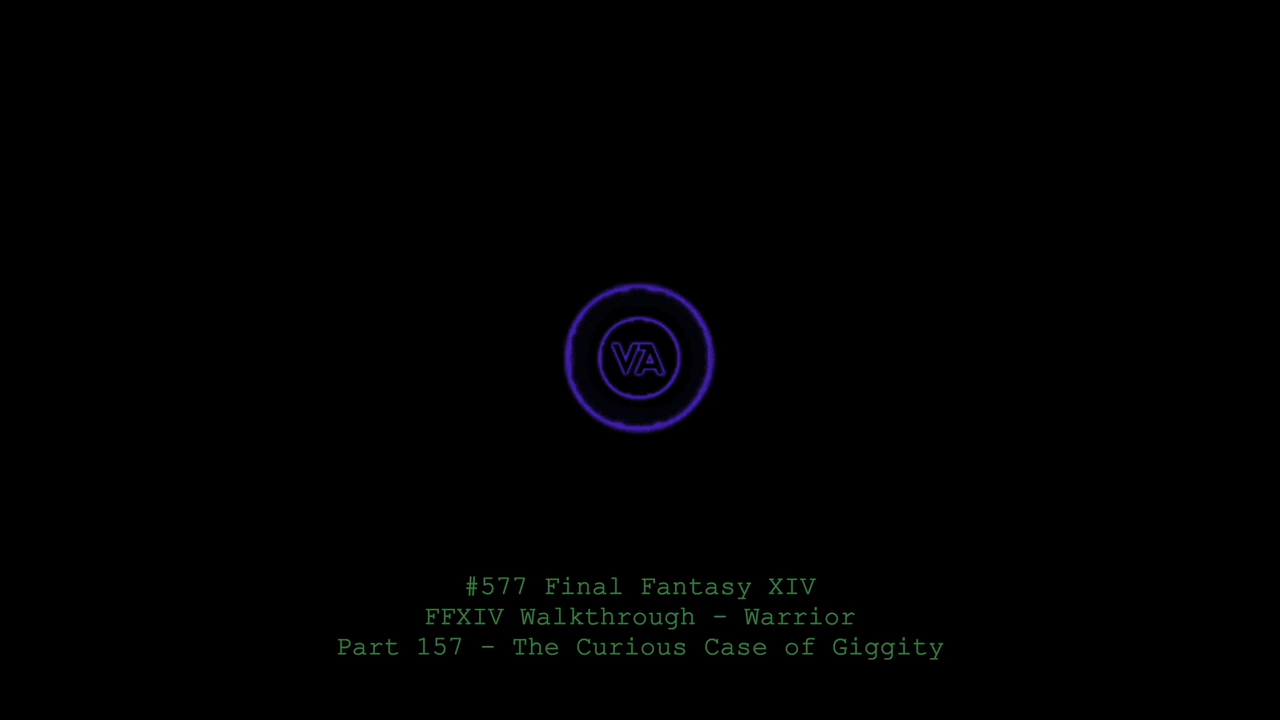 VA
#577 Final Fantasy XIV
FFXIV Walkthrough - Warrior
Part 157 - The Curious Case of Giggity